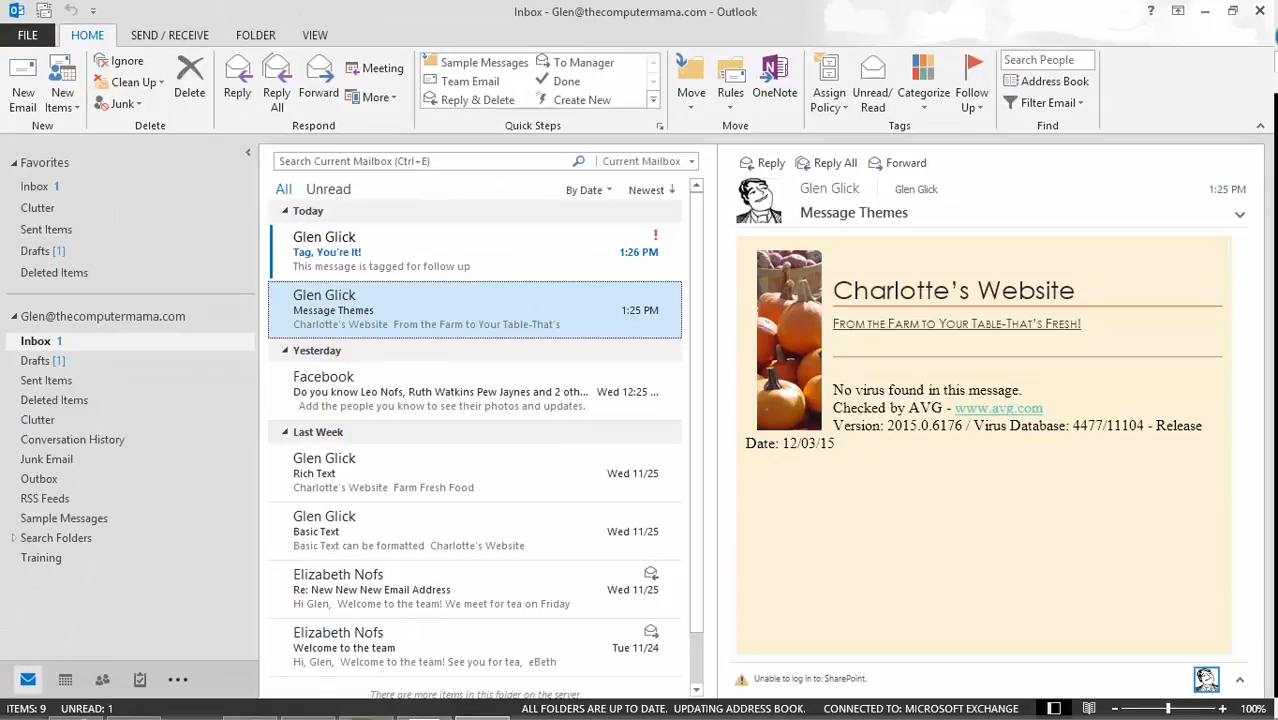 Inbox - Glen@thecomputermama.com - Outlook
?
FILE HOME SEND / RECEIVE FOLDER VIEW
New Email
New Items
New
Ignore
Clean Up
Junk
Delete
Delete
Reply
Reply All
Forward
Meeting
More
Respond
Sample Messages
Team Email
Reply & Delete
To Manager
Done
Create New
Quick Steps
Move
Rules
OneNote
Move
Assign Policy
Unread/ Read
Categorize
Follow Up
Tags
Search People
Address Book
Filter Email
Find
Favorites
Inbox 1
Clutter
Sent Items
Drafts [1]
Deleted Items
Glen@thecomputermama.com
Inbox 1
Drafts [1]
Sent Items
Deleted Items
Clutter
Conversation History
Junk Email
Outbox
RSS Feeds
Sample Messages
Search Folders
Training
Search Current Mailbox (Ctrl+E)
Current Mailbox
All Unread By Date Newest
Today
Glen Glick !
Tag, You're It! 1:26 PM
This message is tagged for follow up
Glen Glick
Message Themes 1:25 PM
Charlotte's Website From the Farm to Your Table-That's
Yesterday
Facebook
Do you know Leo Nofs, Ruth Watkins Pew Jaynes and 2 oth... Wed 12:25 ...
Add the people you know to see their photos and updates.
Last Week
Glen Glick
Rich Text Wed 11/25
Charlotte's Website Farm Fresh Food
Glen Glick
Basic Text Wed 11/25
Basic Text can be formatted Charlotte's Website
Elizabeth Nofs
Re: New New New Email Address Wed 11/25
Hi Glen, Welcome to the team! We meet for tea on Friday
Elizabeth Nofs
Welcome to the team Tue 11/24
Hi, Glen, Welcome to the team! See you for tea, eBeth
There are more items in this folder on the server
Reply Reply All Forward
Glen Glick Glen Glick 1:25 PM
Message Themes
Charlotte's Website
From the Farm to Your Table-That's Fresh!
No virus found in this message.
Checked by AVG - www.avg.com
Version: 2015.0.6176 / Virus Database: 4477/11104 - Release
Date: 12/03/15
Unable to log in to: SharePoint.
ITEMS: 9 UNREAD: 1 ALL FOLDERS ARE UP TO DATE. UPDATING ADDRESS BOOK. CONNECTED TO: MICROSOFT EXCHANGE 100%